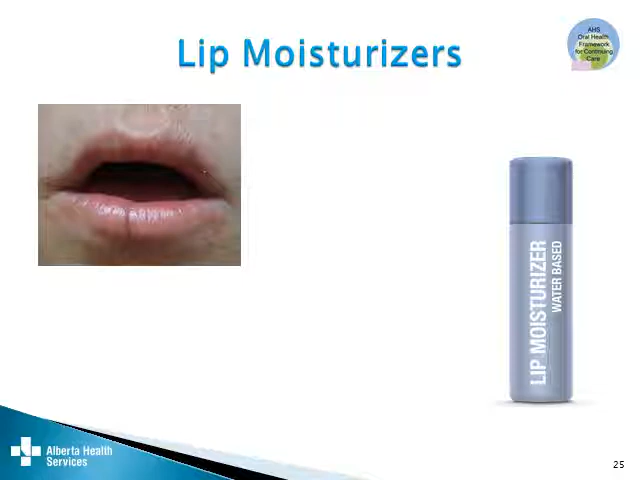 Lip Moisturizers
AHS
Oral Health
Framework
for Continuing
Care
LIP MOISTURIZER
WATER BASED
Alberta Health
Services
25